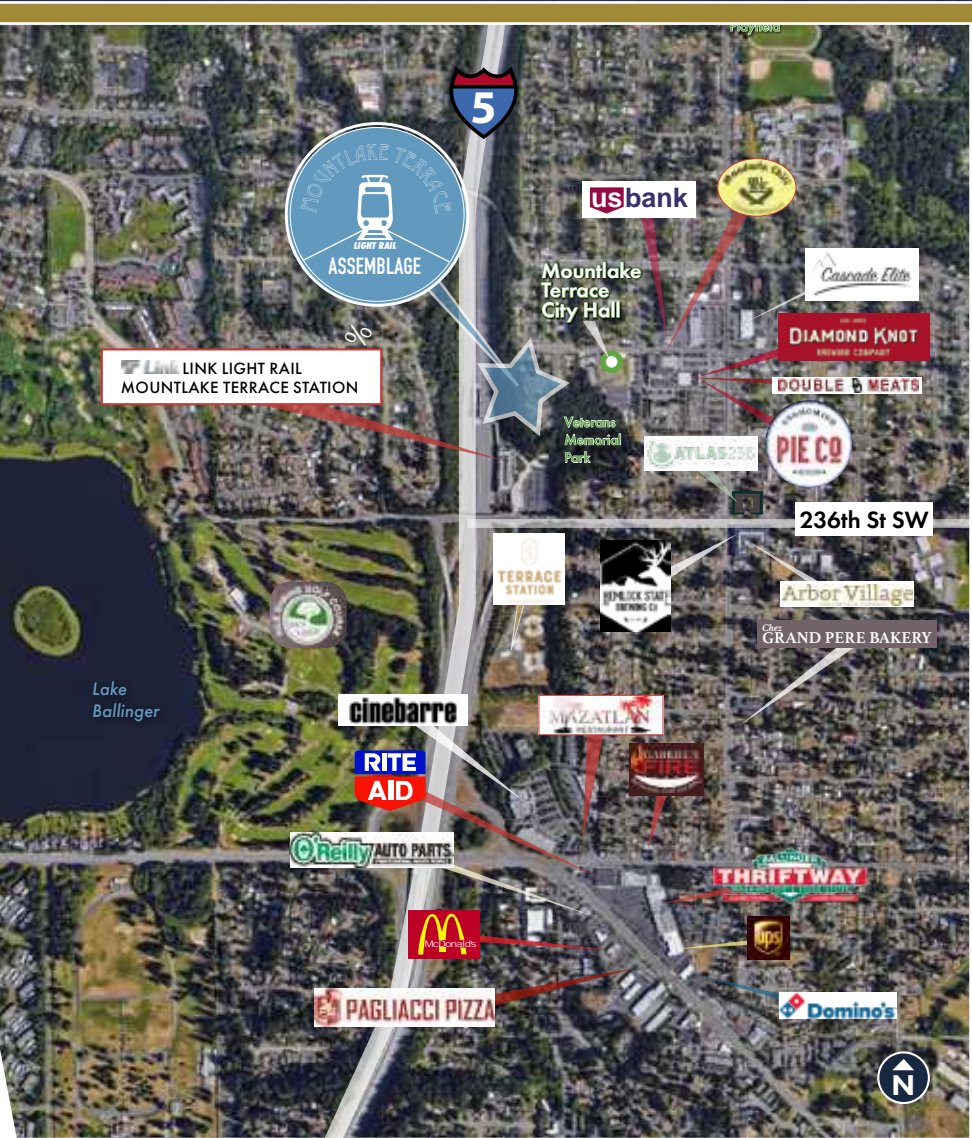 Playfield
5
MOUNTLAKE TERRACE
LIGHT RAIL
ASSEMBLAGE
usbank
Mountlake
Terrace
City Hall
Cascade Elite
DIAMOND KNOT
BREWING COMPANY
DOUBLE DD MEATS
%
Link LINK LIGHT RAIL
MOUNTLAKE TERRACE STATION
Veterans
Memorial
Park
PIE CO
ATLAS236
236th St SW
TERRACE
STATION
HEMLOCK STATE
BREWING CO
Arbor Village
Chez
GRAND PERE BAKERY
Lake
Ballinger
cinebarre
MAZATLAN
RESTAURANT
RITE
AID
FIRE
O'Reilly AUTO PARTS
BALLINGER
THRIFTWAY
McDonald's
ups
PAGLIACCI PIZZA
Domino's
N